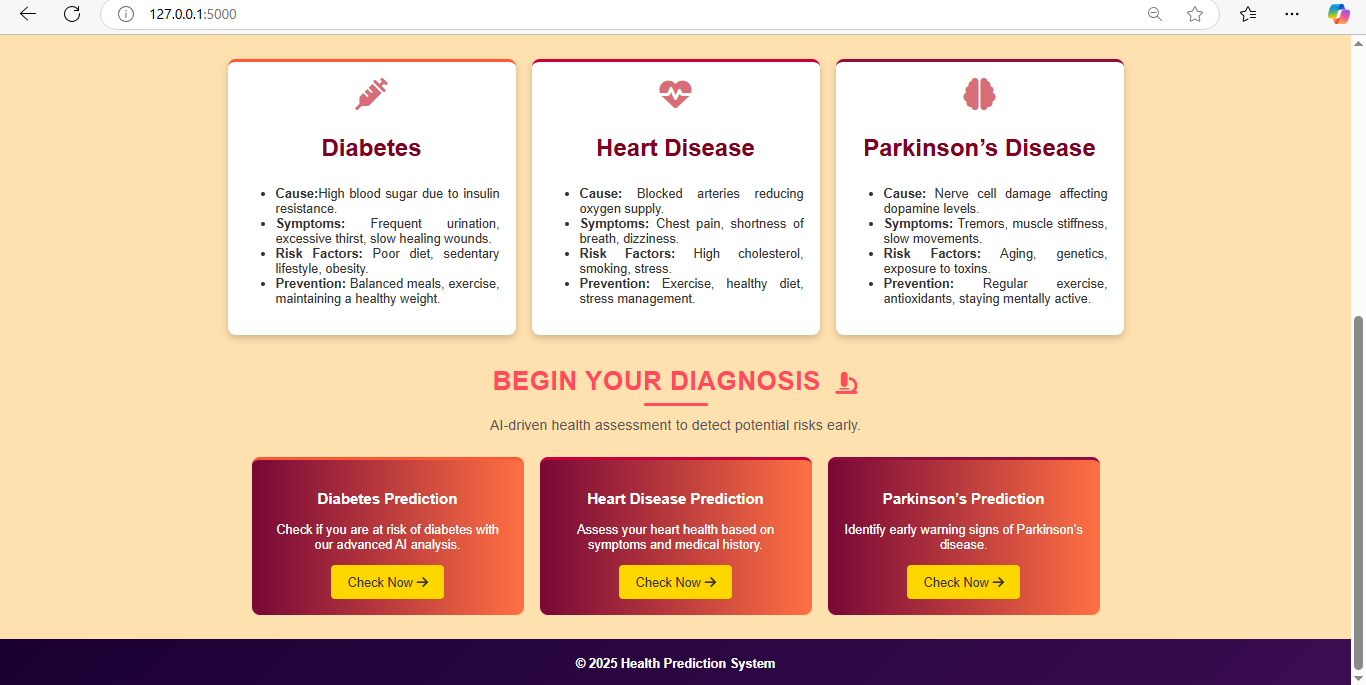 127.0.0.1:5000
Diabetes
Cause:High blood sugar due to insulin
resistance.
Symptoms: Frequent urination,
excessive thirst, slow healing wounds.
Risk Factors: Poor diet, sedentary
lifestyle, obesity.
Prevention: Balanced meals, exercise,
maintaining a healthy weight.
Heart Disease
Cause: Blocked arteries reducing
oxygen supply.
Symptoms: Chest pain, shortness of
breath, dizziness.
Risk Factors: High cholesterol,
smoking, stress.
Prevention: Exercise, healthy diet,
stress management.
Parkinson’s Disease
Cause: Nerve cell damage affecting
dopamine levels.
Symptoms: Tremors, muscle stiffness,
slow movements.
Risk Factors: Aging, genetics,
exposure to toxins.
Prevention: Regular exercise,
antioxidants, staying mentally active.
BEGIN YOUR DIAGNOSIS
AI-driven health assessment to detect potential risks early.
Diabetes Prediction
Check if you are at risk of diabetes with
our advanced AI analysis.
Check Now →
Heart Disease Prediction
Assess your heart health based on
symptoms and medical history.
Check Now →
Parkinson’s Prediction
Identify early warning signs of Parkinson’s
disease.
Check Now →
© 2025 Health Prediction System